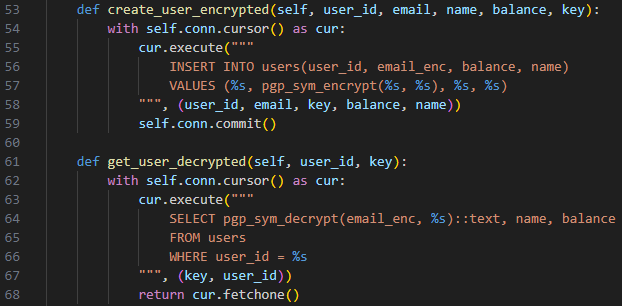 53 def create_user_encrypted(self, user_id, email, name, balance, key):
54 with self.conn.cursor() as cur:
55 cur.execute("""
56 INSERT INTO users(user_id, email_enc, balance, name)
57 VALUES (%s, pgp_sym_encrypt(%s, %s), %s, %s)
58 """, (user_id, email, key, balance, name))
59 self.conn.commit()
60
61 def get_user_decrypted(self, user_id, key):
62 with self.conn.cursor() as cur:
63 cur.execute("""
64 SELECT pgp_sym_decrypt(email_enc, %s)::text, name, balance
65 FROM users
66 WHERE user_id = %s
67 """, (key, user_id))
68 return cur.fetchone()